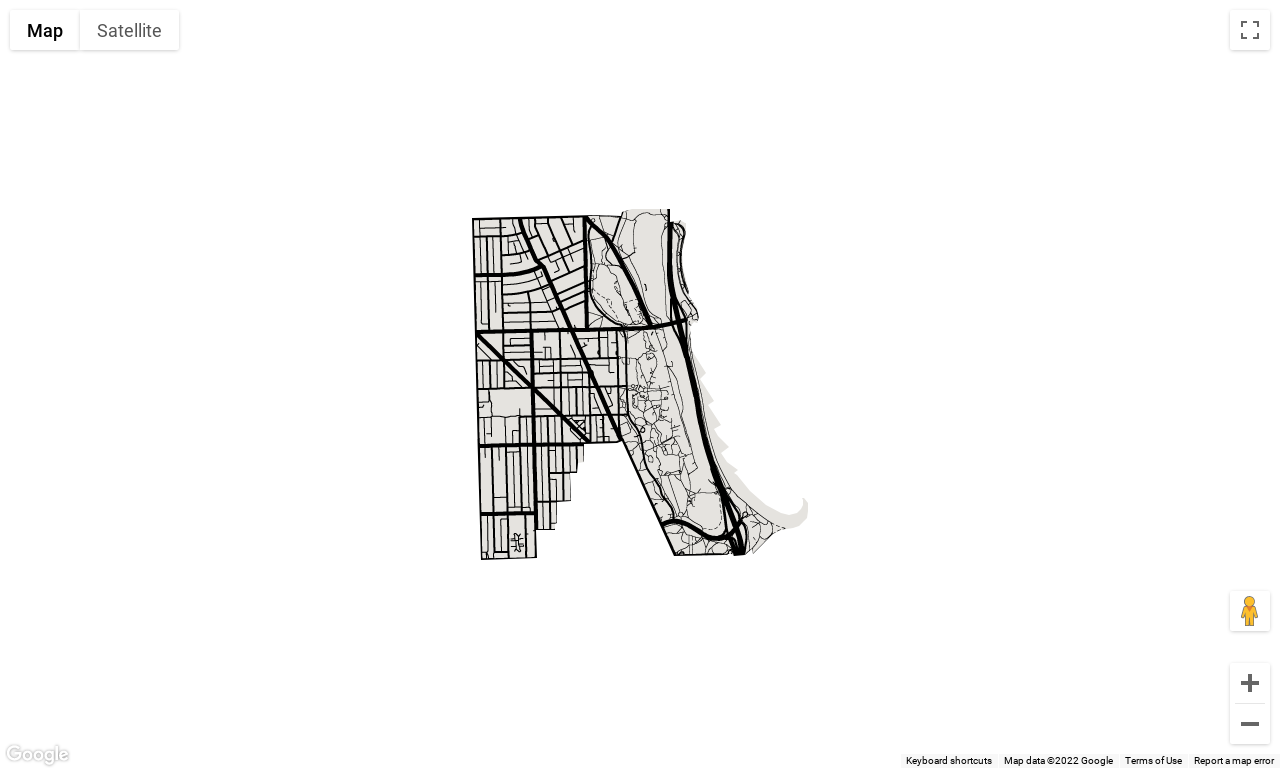 Map Satellite
Google
Keyboard shortcuts Map data ©2022 Google Terms of Use Report a map error